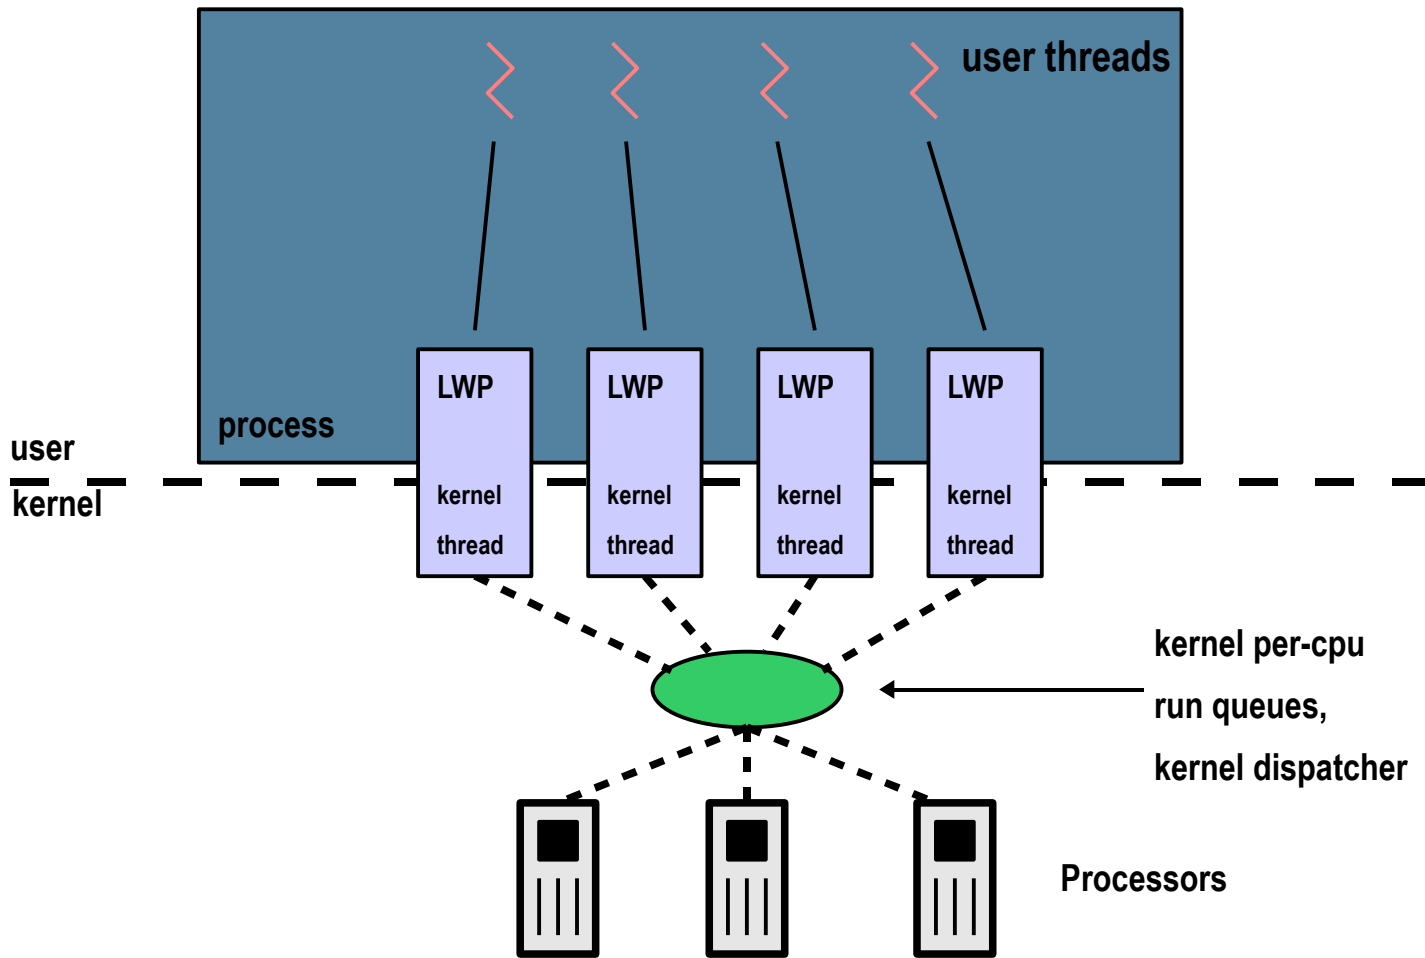 user threads
LWP LWP LWP LWP
process
user
kernel
kernel kernel kernel kernel
thread thread thread thread
kernel per-cpu
run queues,
kernel dispatcher
Processors